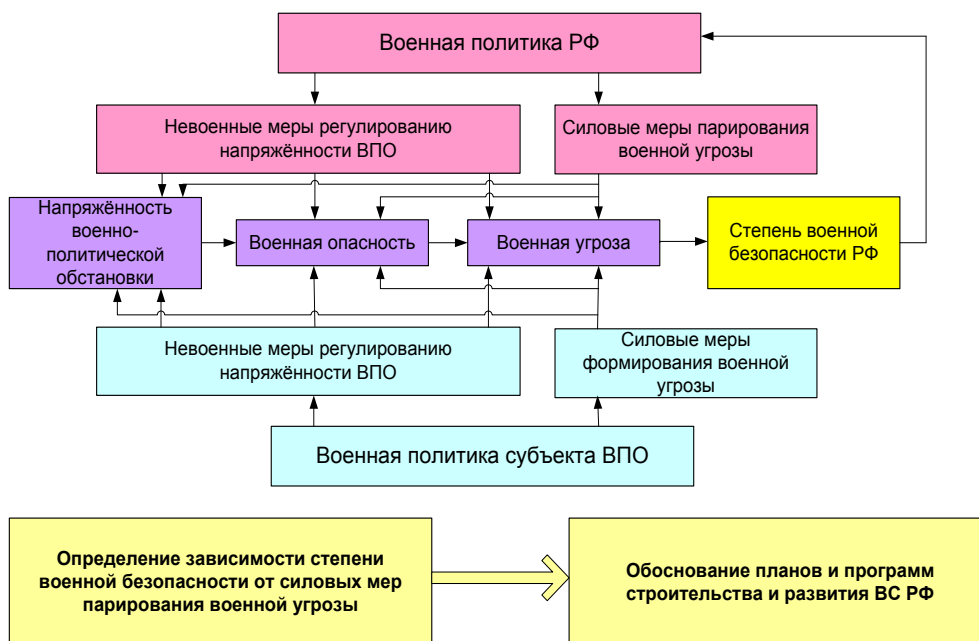 Военная политика РФ
Невоенные меры регулированию
напряжённости ВПО
Силовые меры парирования
военной угрозы
Напряжённость
военно-
политической
обстановки
Военная опасность
Военная угроза
Степень военной
безопасности РФ
Невоенные меры регулированию
напряжённости ВПО
Силовые меры
формирования военной
угрозы
Военная политика субъекта ВПО
Определение зависимости степени
военной безопасности от силовых мер
парирования военной угрозы
Обоснование планов и программ
строительства и развития ВС РФ